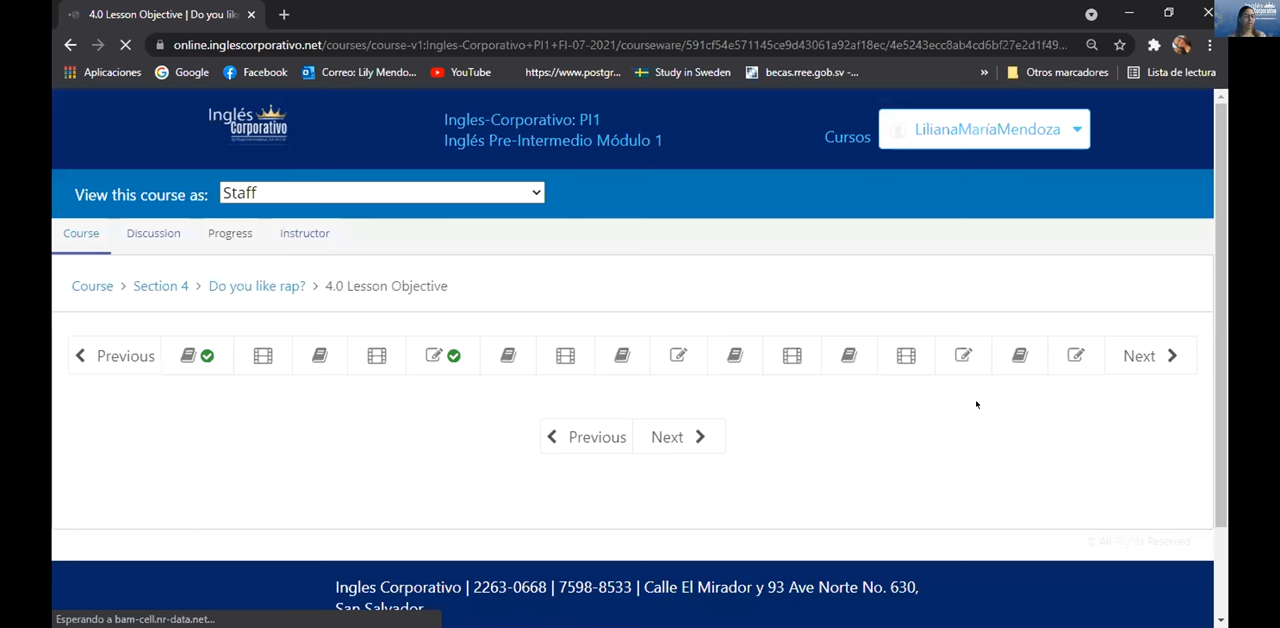 4.0 Lesson Objective | Do you lik
online.inglescorporativo.net/courses/course-v1:Ingles-Corporativo+PI1+FI-07-2021/courseware/591cf54e571145ce9d43061a92af18ec/4e5243ecc8ab4cd6bf27e2d1f49...
Aplicaciones Google Facebook Correo: Lily Mendo... YouTube https://www.postgr... Study in Sweden becas.rree.gob.sv -... » Otros marcadores Lista de lectura
Inglés
Corporativo
Ingles-Corporativo: PI1
Inglés Pre-Intermedio Módulo 1
Cursos LilianaMaríaMendoza
View this course as: Staff
Course Discussion Progress Instructor
Course > Section 4 > Do you like rap? > 4.0 Lesson Objective
Previous Next
Previous Next
© All Rights Reserved
Ingles Corporativo | 2263-0668 | 7598-8533 | Calle El Mirador y 93 Ave Norte No. 630,
San Salvador
Esperando a bam-cell.nr-data.net...